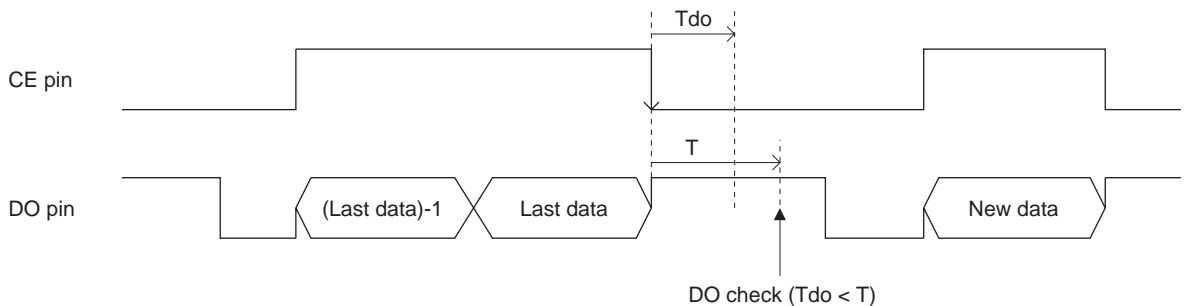 Tdo
CE pin
T
DO pin
(Last data)-1
Last data
New data
DO check (Tdo < T)